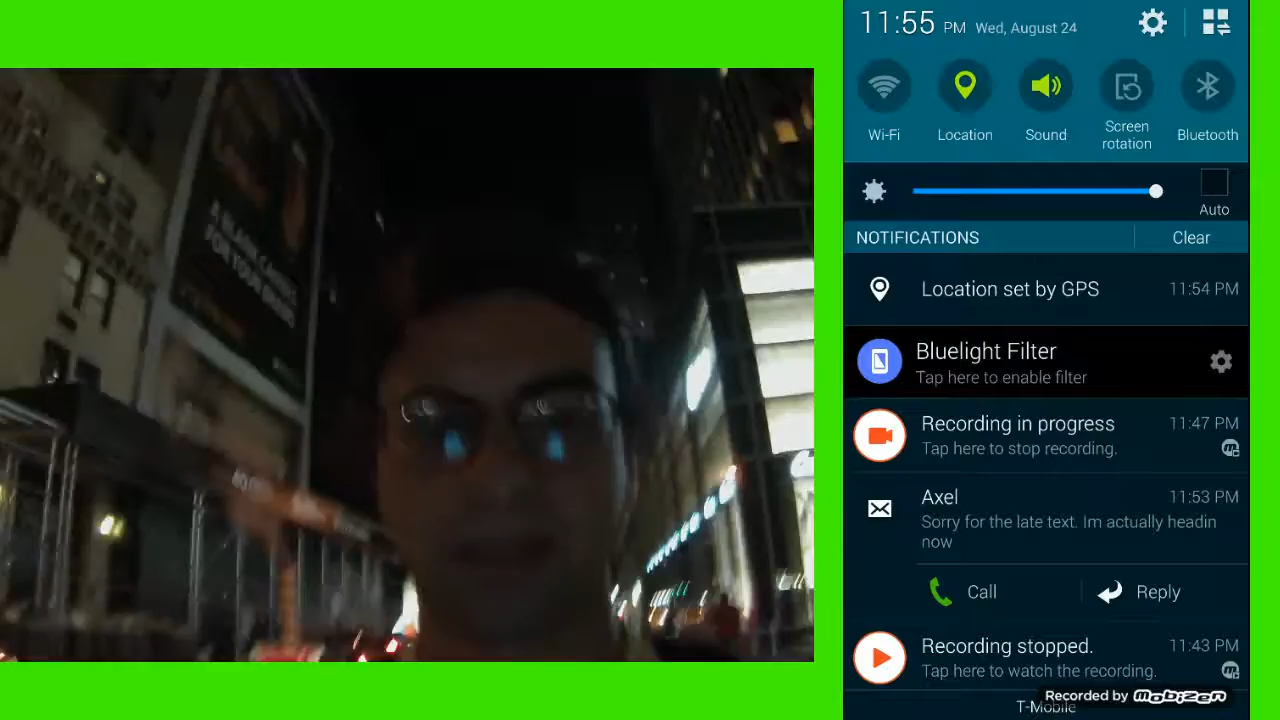 11:55 PM Wed, August 24
Wi-Fi
Location
Sound
Screen
rotation
Bluetooth
Auto
NOTIFICATIONS
Clear
Location set by GPS
11:54 PM
Bluelight Filter
Tap here to enable filter
Recording in progress
11:47 PM
Tap here to stop recording.
Axel
11:53 PM
Sorry for the late text. Im actually headin
now
Call
Reply
Recording stopped.
11:43 PM
Tap here to watch the recording.
Recorded by mobizen
T-Mobile